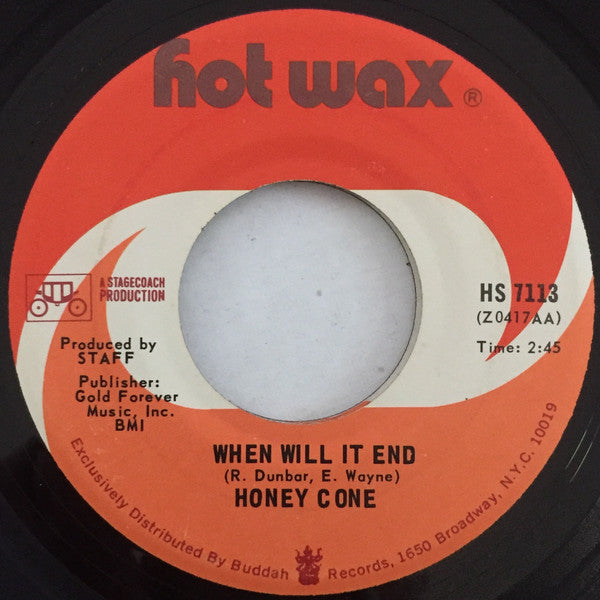 hot wax ®
A STAGECOACH
PRODUCTION
HS 7113
(Z0417AA)
Produced by
STAFF
Time: 2:45
Publisher:
Gold Forever
Music, Inc.
BMI
WHEN WILL IT END
(R. Dunbar, E. Wayne)
HONEY CONE
Exclusively Distributed By Buddah Records, 1650 Broadway, N.Y.C. 10019